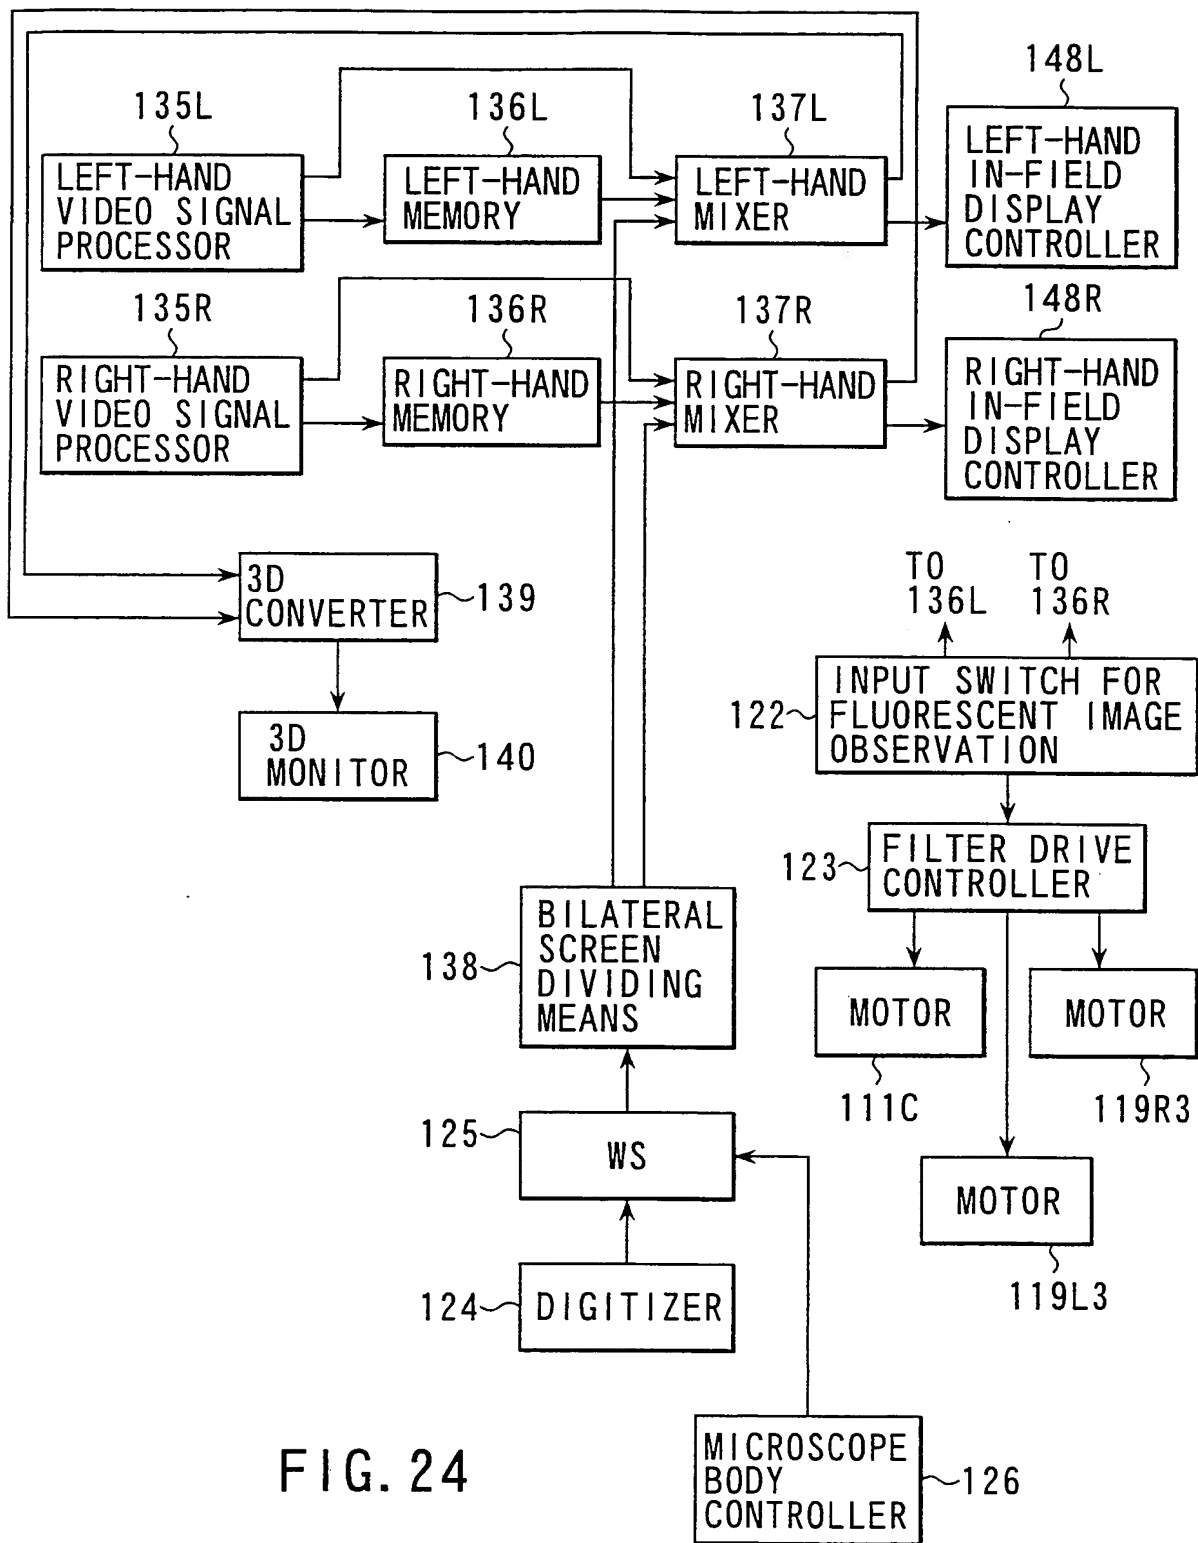 148L
135L
136L
137L
LEFT-HAND
VIDEO SIGNAL
PROCESSOR
LEFT-HAND
MEMORY
LEFT-HAND
MIXER
LEFT-HAND
IN-FIELD
DISPLAY
CONTROLLER
135R
136R
137R
148R
RIGHT-HAND
VIDEO SIGNAL
PROCESSOR
RIGHT-HAND
MEMORY
RIGHT-HAND
MIXER
RIGHT-HAND
IN-FIELD
DISPLAY
CONTROLLER
3D
CONVERTER
139
TO
136L
TO
136R
3D
MONITOR
140
122
INPUT SWITCH FOR
FLUORESCENT IMAGE
OBSERVATION
123
FILTER DRIVE
CONTROLLER
138
BILATERAL
SCREEN
DIVIDING
MEANS
MOTOR
MOTOR
111C
119R3
125
WS
MOTOR
119L3
124
DIGITIZER
MICROSCOPE
BODY
CONTROLLER
126
FIG. 24